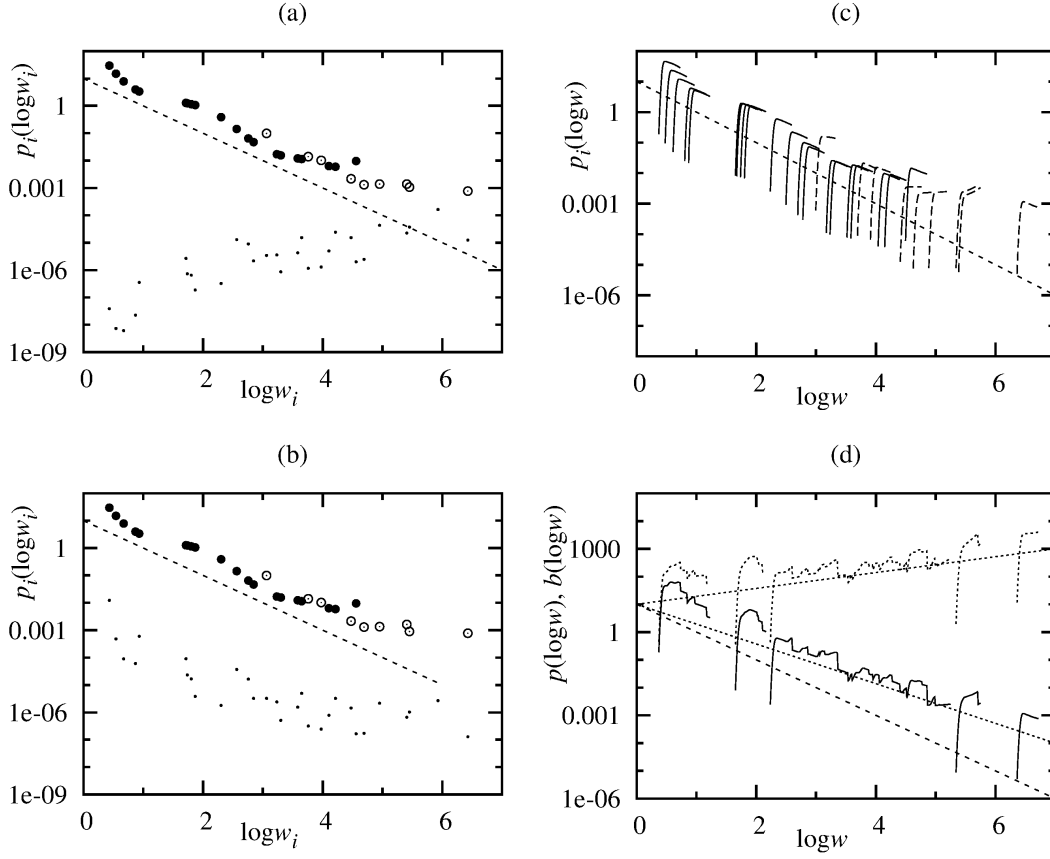 (a)
p_i(logw_i)
1
0.001
1e-06
1e-09
0 2 4 6
logw_i
(c)
p_i(logw)
1
0.001
1e-06
0 2 4 6
logw
(b)
p_i(logw_i)
1
0.001
1e-06
1e-09
0 2 4 6
logw_i
(d)
p(logw), b(logw)
1000
1
0.001
1e-06
0 2 4 6
logw